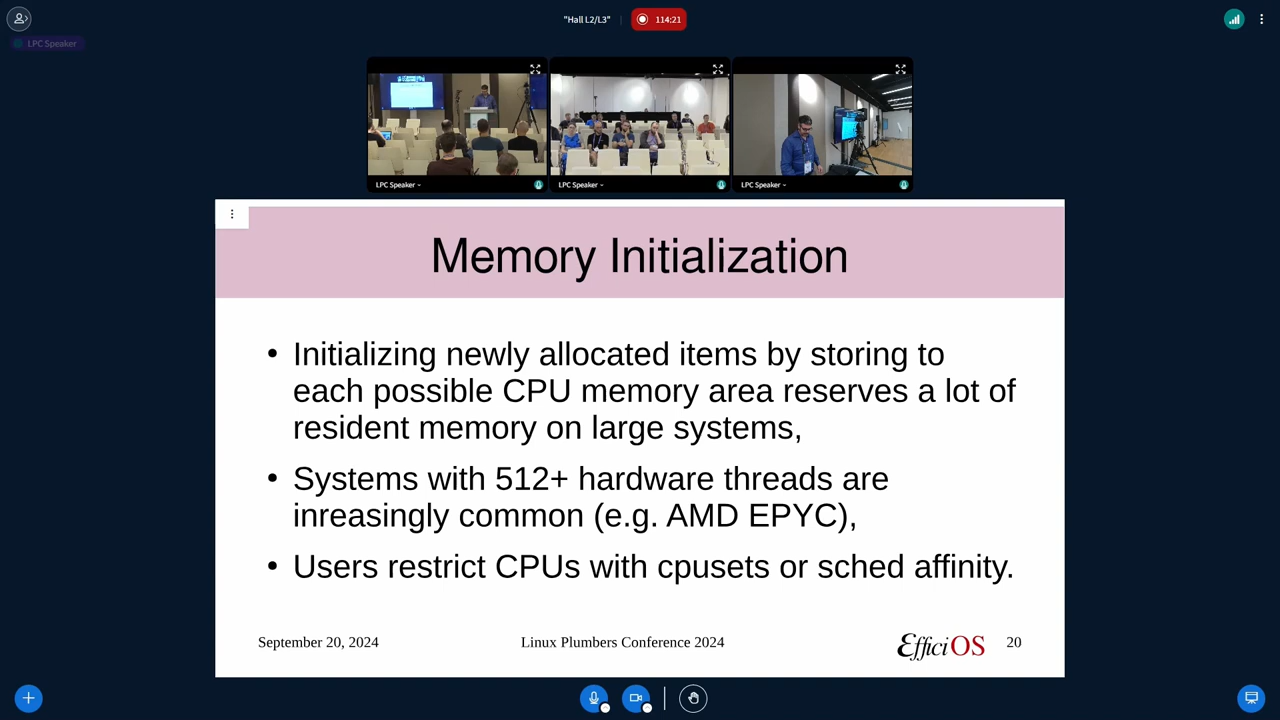 "Hall L2/L3"
114:21
LPC Speaker
LPC Speaker
LPC Speaker
LPC Speaker
Memory Initialization
• Initializing newly allocated items by storing to
each possible CPU memory area reserves a lot of
resident memory on large systems,
• Systems with 512+ hardware threads are
inreasingly common (e.g. AMD EPYC),
• Users restrict CPUs with cpusets or sched affinity.
September 20, 2024
Linux Plumbers Conference 2024
EfficiOS
20